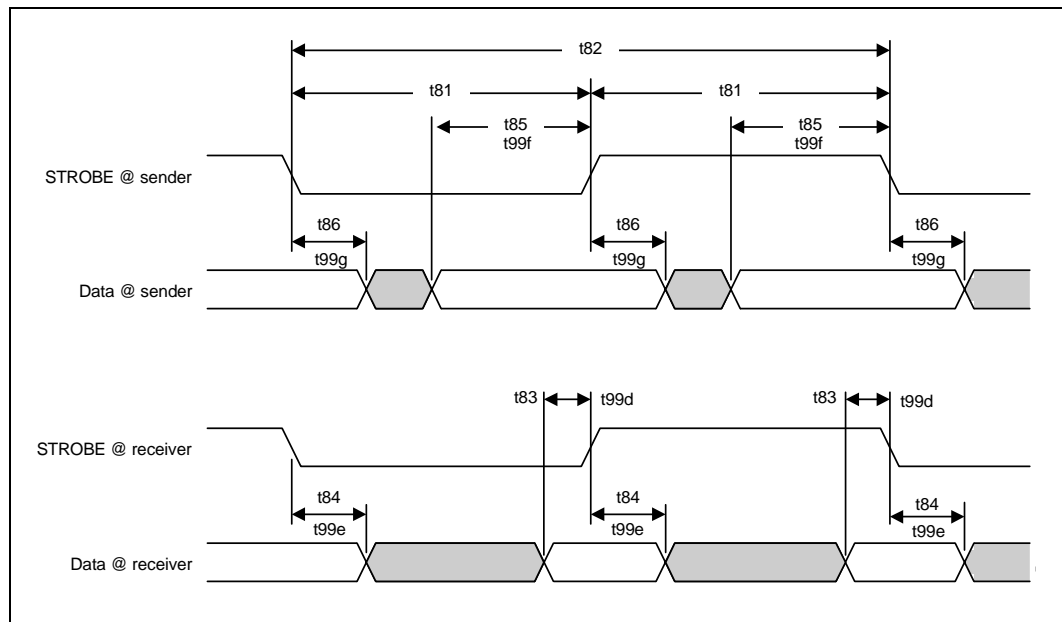 t82
t81 t81
t85 t85
t99f t99f
STROBE @ sender
t86 t86 t86
t99g t99g t99g
Data @ sender
t83 t99d t83 t99d
STROBE @ receiver
t84 t84 t84
t99e t99e t99e
Data @ receiver